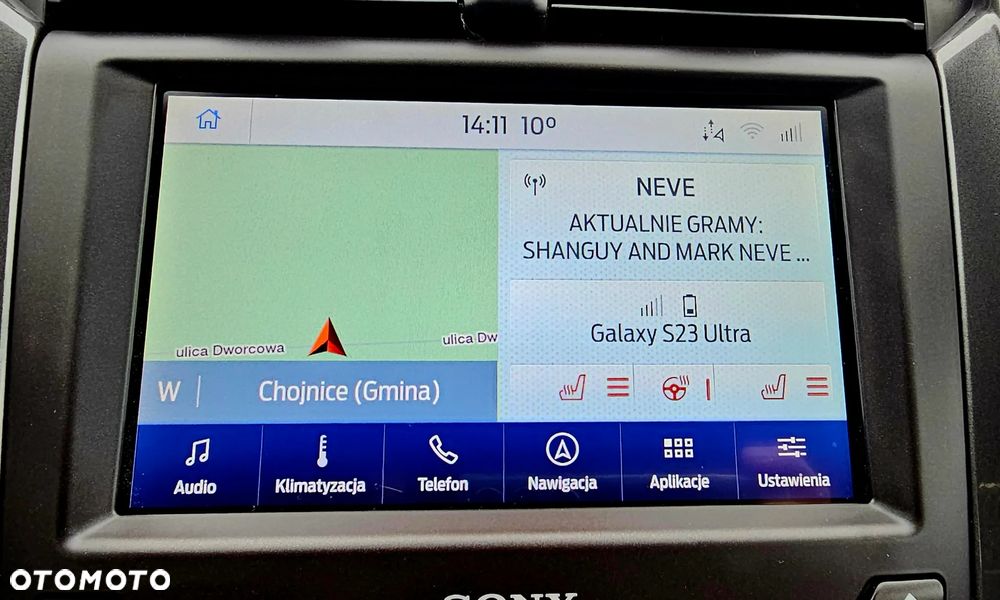 14:11 10°
NEVE
AKTUALNIE GRAMY:
SHANGUY AND MARK NEVE ...
Galaxy S23 Ultra
ulica Dworcowa
ulica Dw
W
Chojnice (Gmina)
Audio
Klimatyzacja
Telefon
Nawigacja
Aplikacje
Ustawienia
OTOMOTO
SONY